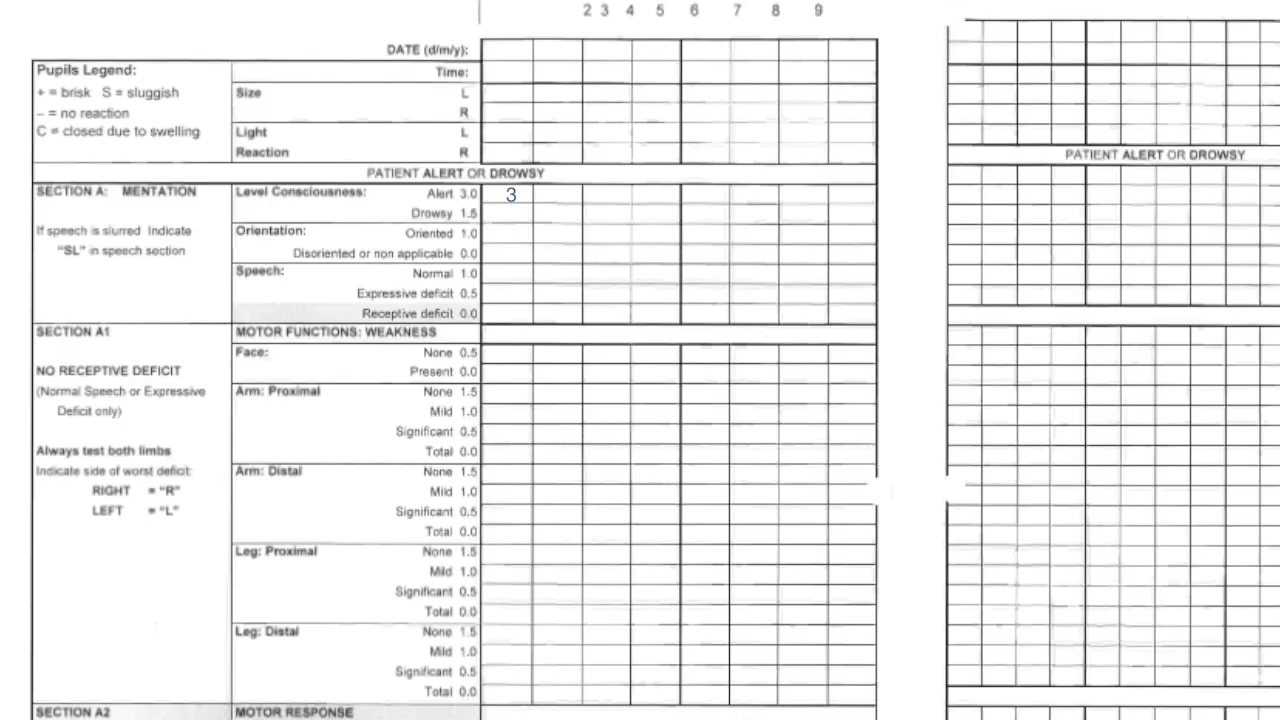 2 3 4 5 6 7 8 9
DATE (d/m/y):
Pupils Legend: Time:
+ = brisk S = sluggish Size L
– = no reaction R
C = closed due to swelling Light L
Reaction R
PATIENT ALERT OR DROWSY
PATIENT ALERT OR DROWSY
SECTION A: MENTATION Level Consciousness: Alert 3.0 3
Drowsy 1.5
If speech is slurred Indicate Orientation: Oriented 1.0
"SL" in speech section Disoriented or non applicable 0.0
Speech: Normal 1.0
Expressive deficit 0.5
Receptive deficit 0.0
SECTION A1 MOTOR FUNCTIONS: WEAKNESS
Face: None 0.5
NO RECEPTIVE DEFICIT Present 0.0
(Normal Speech or Expressive Arm: Proximal None 1.5
Deficit only) Mild 1.0
Significant 0.5
Always test both limbs Total 0.0
Indicate side of worst deficit: Arm: Distal None 1.5
RIGHT = "R" Mild 1.0
LEFT = "L" Significant 0.5
Total 0.0
Leg: Proximal None 1.5
Mild 1.0
Significant 0.5
Total 0.0
Leg: Distal None 1.5
Mild 1.0
Significant 0.5
Total 0.0
SECTION A2 MOTOR RESPONSE